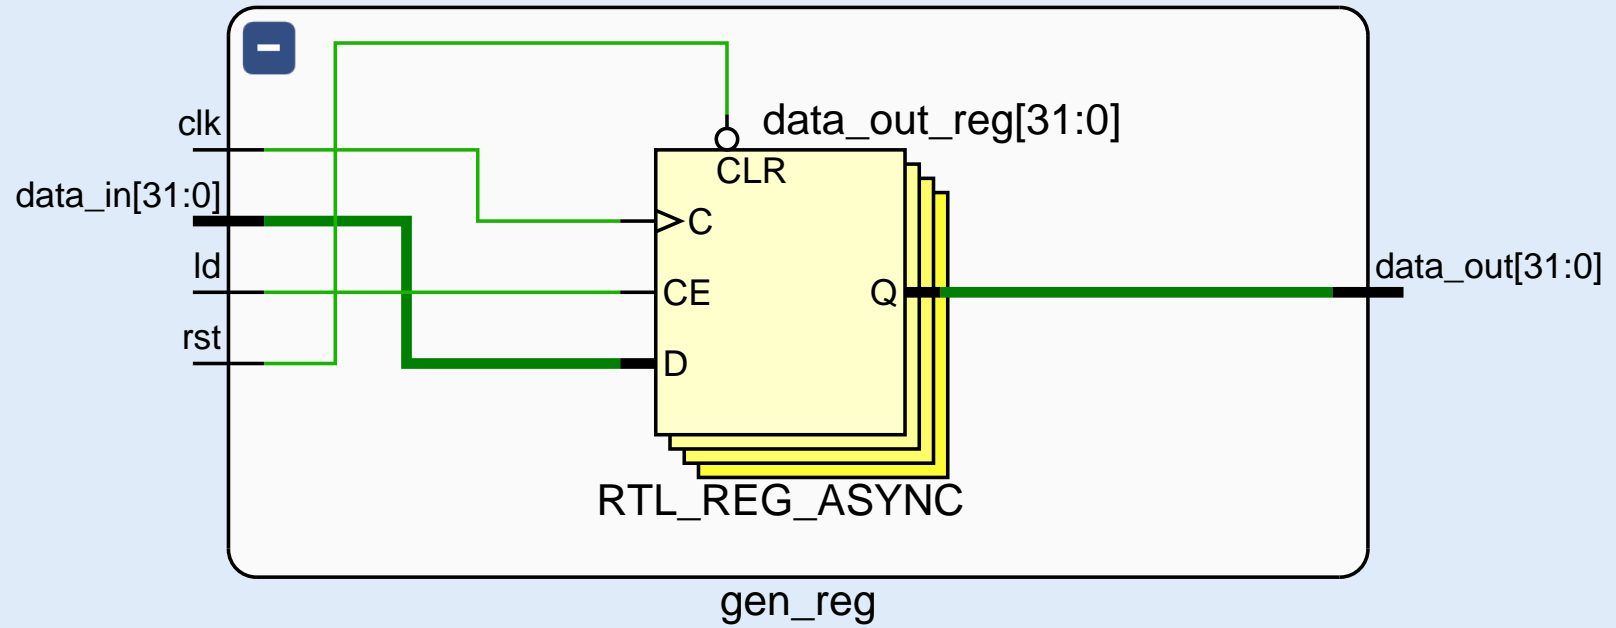 clk
data_out_reg[31:0]
CLR
data_in[31:0]
C
ld
CE
Q
data_out[31:0]
rst
D
RTL_REG_ASYNC
gen_reg